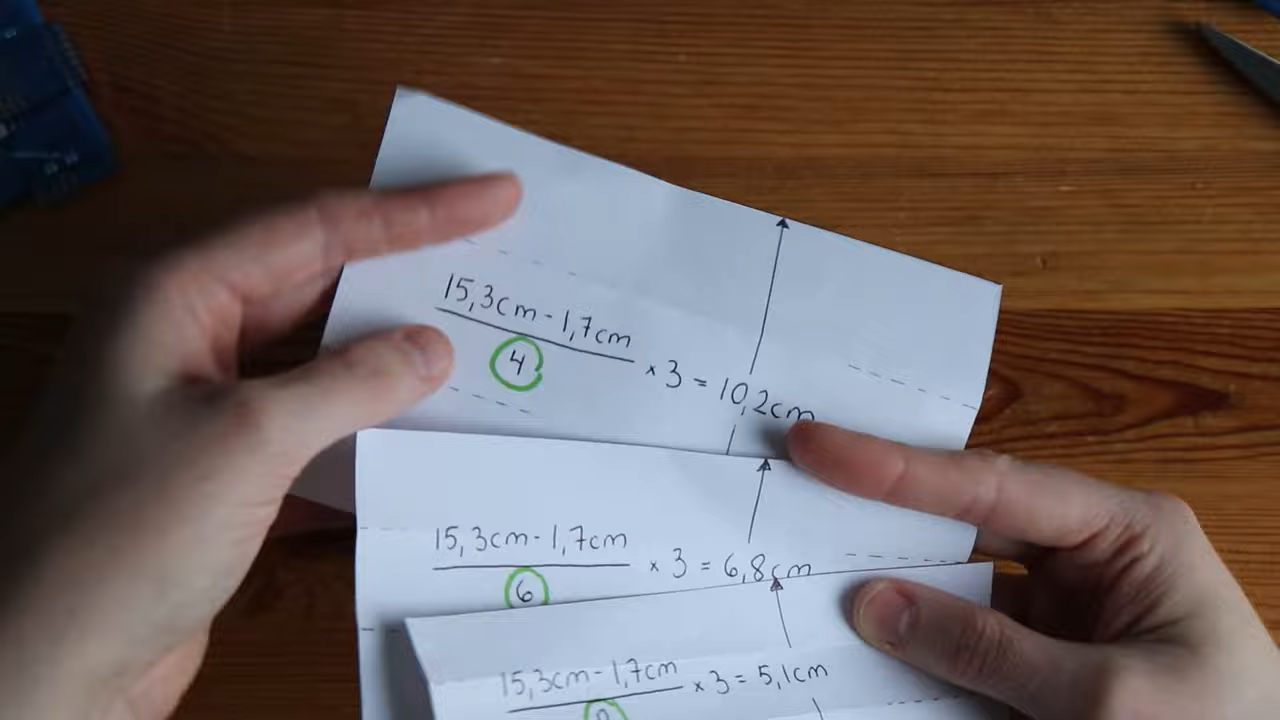 15,3cm - 1,7cm
4
× 3 = 10,2cm
15,3cm - 1,7cm
6
× 3 = 6,8cm
15,3cm - 1,7cm
× 3 = 5,1cm